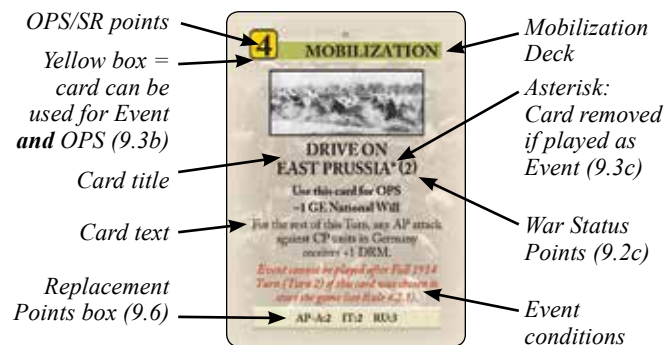 OPS/SR points
Yellow box =
card can be
used for Event
and OPS (9.3b)
Card title
Card text
Replacement
Points box (9.6)
4
MOBILIZATION
DRIVE ON
EAST PRUSSIA* (2)
Use this card for OPS
–1 GE National Will
For the rest of this Turn, any AP attack
against CP units in Germany
receives +1 DRM.
Event cannot be played after Fall 1914
Turn (Turn 2) if this card was chosen to
start the game (see Rule 4.2.1).
AP-A:2 IT:2 RU:3
Mobilization
Deck
Asterisk:
Card removed
if played as
Event (9.3c)
War Status
Points (9.2c)
Event
conditions